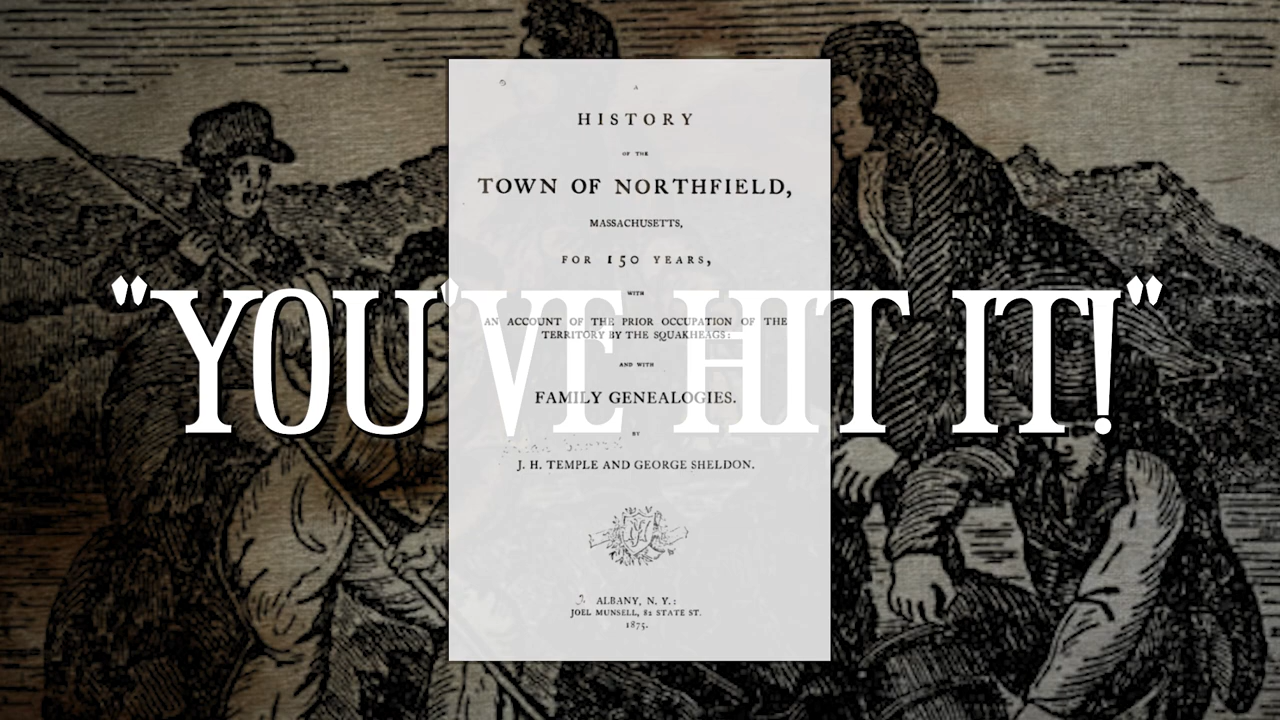 A
HISTORY
OF THE
TOWN OF NORTHFIELD,
MASSACHUSETTS,
FOR 150 YEARS,
WITH
"YOU'VE HIT IT!"
AN ACCOUNT OF THE PRIOR OCCUPATION OF THE
TERRITORY BY THE SQUAKHEAGS:
AND WITH
FAMILY GENEALOGIES.
BY
J. H. TEMPLE AND GEORGE SHELDON.
ALBANY, N. Y.:
JOEL MUNSELL, 82 STATE ST.
1875.